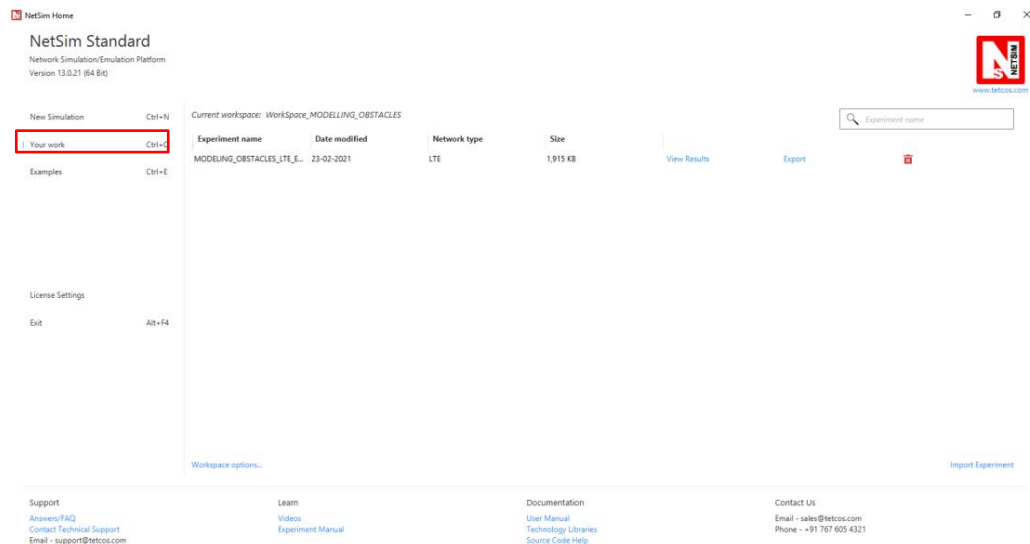 NetSim Home
NetSim Standard
Network Simulation/Emulation Platform
Version 13.0.21 (64 Bit)
NETSIM
www.tetcos.com
New Simulation Ctrl+N
Your work Ctrl+O
Examples Ctrl+E
License Settings
Exit Alt+F4
Current workspace: WorkSpace_MODELLING_OBSTACLES
Experiment name
Experiment name Date modified Network type Size
MODELING_OBSTACLES_LTE_E... 23-02-2021 LTE 1,915 KB View Results Export
Workspace options... Import Experiment
Support Learn Documentation Contact Us
Answers/FAQ Videos User Manual Email - sales@tetcos.com
Contact Technical Support Experiment Manual Technology Libraries Phone - +91 767 605 4321
Email - support@tetcos.com Source Code Help